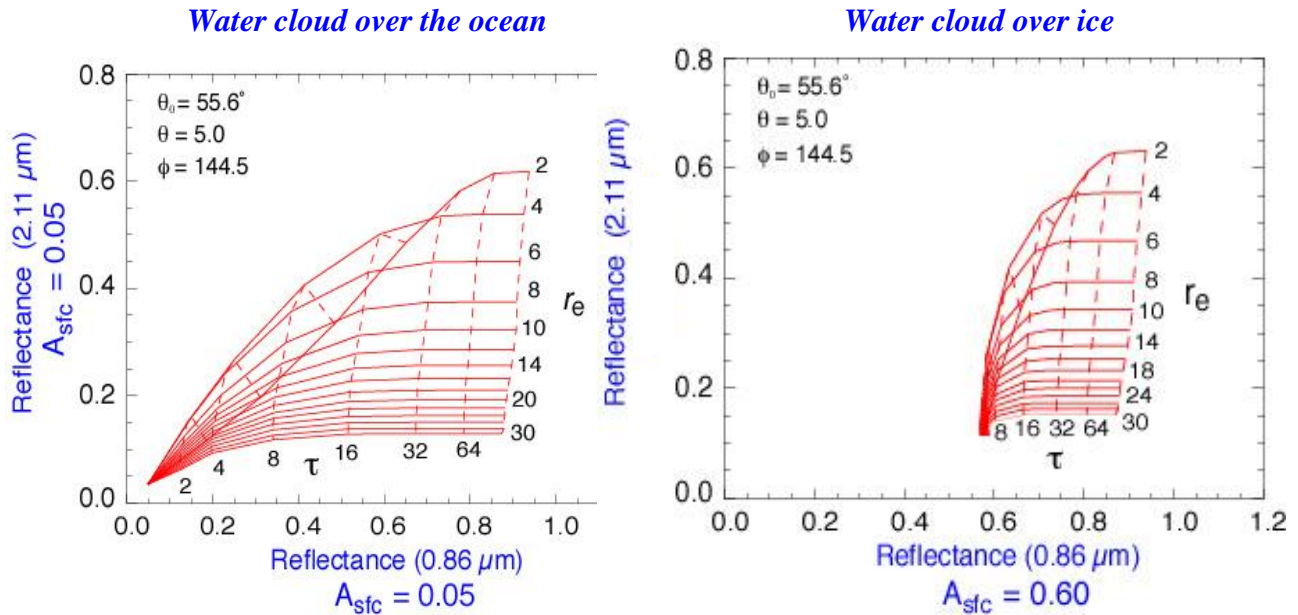 Water cloud over the ocean
0.8
0.6
0.4
0.2
0.0
Reflectance (2.11 µm)
A_sfc = 0.05
θ₀ = 55.6°
θ = 5.0
ϕ = 144.5
2
4
6
8
10
14
20
30
r_e
2
4
8
τ
16
32
64
0.0 0.2 0.4 0.6 0.8 1.0
Reflectance (0.86 µm)
A_sfc = 0.05
Water cloud over ice
0.8
0.6
0.4
0.2
0.0
Reflectance (2.11 µm)
θ₀ = 55.6°
θ = 5.0
ϕ = 144.5
2
4
6
8
10
14
18
24
30
r_e
8 16 32 64
τ
0.0 0.2 0.4 0.6 0.8 1.0 1.2
Reflectance (0.86 µm)
A_sfc = 0.60